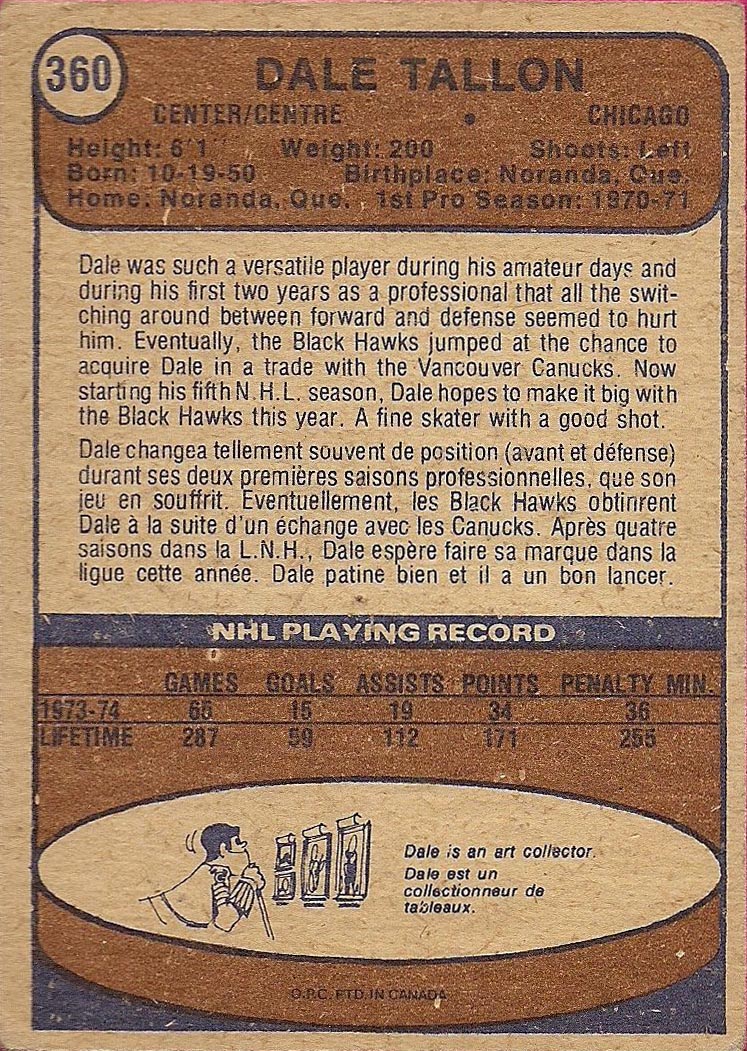 360
DALE TALLON
CENTER/CENTRE • CHICAGO
Height: 6'1" Weight: 200 Shoots: Left
Born: 10-19-50 Birthplace: Noranda, Que.
Home: Noranda, Que. 1st Pro Season: 1970-71
Dale was such a versatile player during his amateur days and
during his first two years as a professional that all the swit-
ching around between forward and defense seemed to hurt
him. Eventually, the Black Hawks jumped at the chance to
acquire Dale in a trade with the Vancouver Canucks. Now
starting his fifth N.H.L. season, Dale hopes to make it big with
the Black Hawks this year. A fine skater with a good shot.
Dale changea tellement souvent de position (avant et défense)
durant ses deux premières saisons professionnelles, que son
jeu en souffrit. Eventuellement, les Black Hawks obtinrent
Dale à la suite d'un échange avec les Canucks. Après quatre
saisons dans la L.N.H., Dale espère faire sa marque dans la
ligue cette année. Dale patine bien et il a un bon lancer.
NHL PLAYING RECORD
GAMES GOALS ASSISTS POINTS PENALTY MIN.
1973-74 65 15 19 34 36
LIFETIME 287 59 112 171 255
Dale is an art collector.
Dale est un
collectionneur de
tableaux.
O.P.C. PTD. IN CANADA